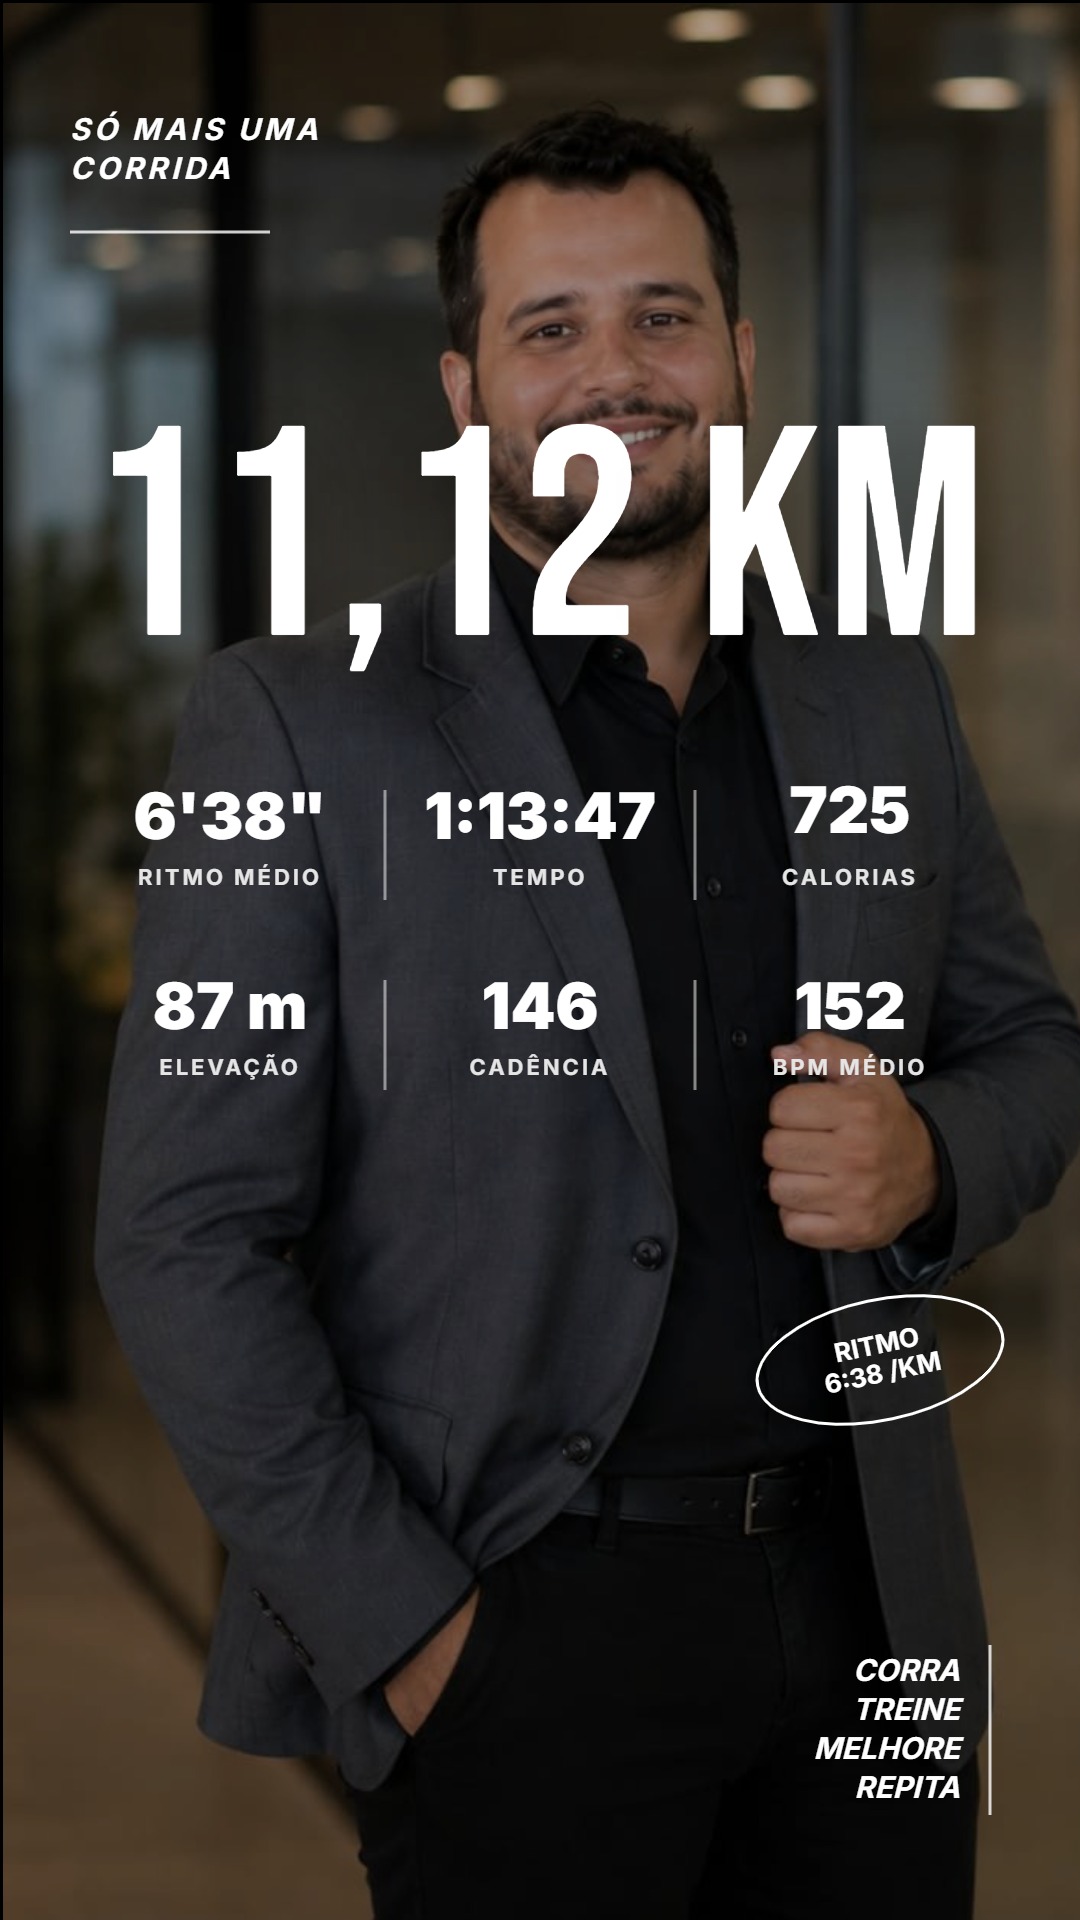 SÓ MAIS UMA
CORRIDA
11,12 KM
6'38"
RITMO MÉDIO
1:13:47
TEMPO
725
CALORIAS
87 m
ELEVAÇÃO
146
CADÊNCIA
152
BPM MÉDIO
RITMO
6:38 /KM
CORRA
TREINE
MELHORE
REPITA